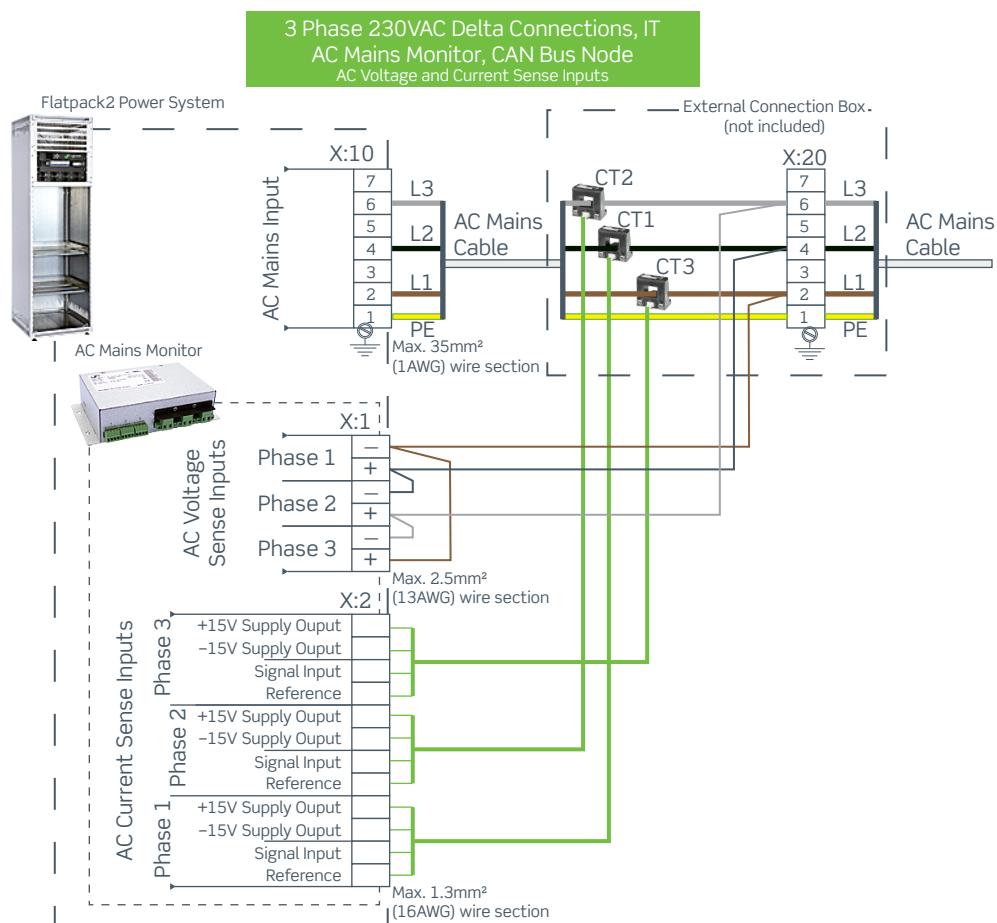 3 Phase 230VAC Delta Connections, IT
AC Mains Monitor, CAN Bus Node
AC Voltage and Current Sense Inputs
Flatpack2 Power System
External Connection Box
(not included)
X:10
X:20
AC Mains Input
7
6
5
4
3
2
1
L3
L2
L1
PE
AC Mains
Cable
CT2
CT1
CT3
7
6
5
4
3
2
1
L3
L2
L1
PE
AC Mains
Cable
Max. 35mm²
(1AWG) wire section
AC Mains Monitor
X:1
AC Voltage
Sense Inputs
Phase 1
–
+
Phase 2
–
+
Phase 3
–
+
Max. 2.5mm²
(13AWG) wire section
X:2
AC Current Sense Inputs
Phase 3
+15V Supply Ouput
–15V Supply Ouput
Signal Input
Reference
Phase 2
+15V Supply Ouput
–15V Supply Ouput
Signal Input
Reference
Phase 1
+15V Supply Ouput
–15V Supply Ouput
Signal Input
Reference
Max. 1.3mm²
(16AWG) wire section